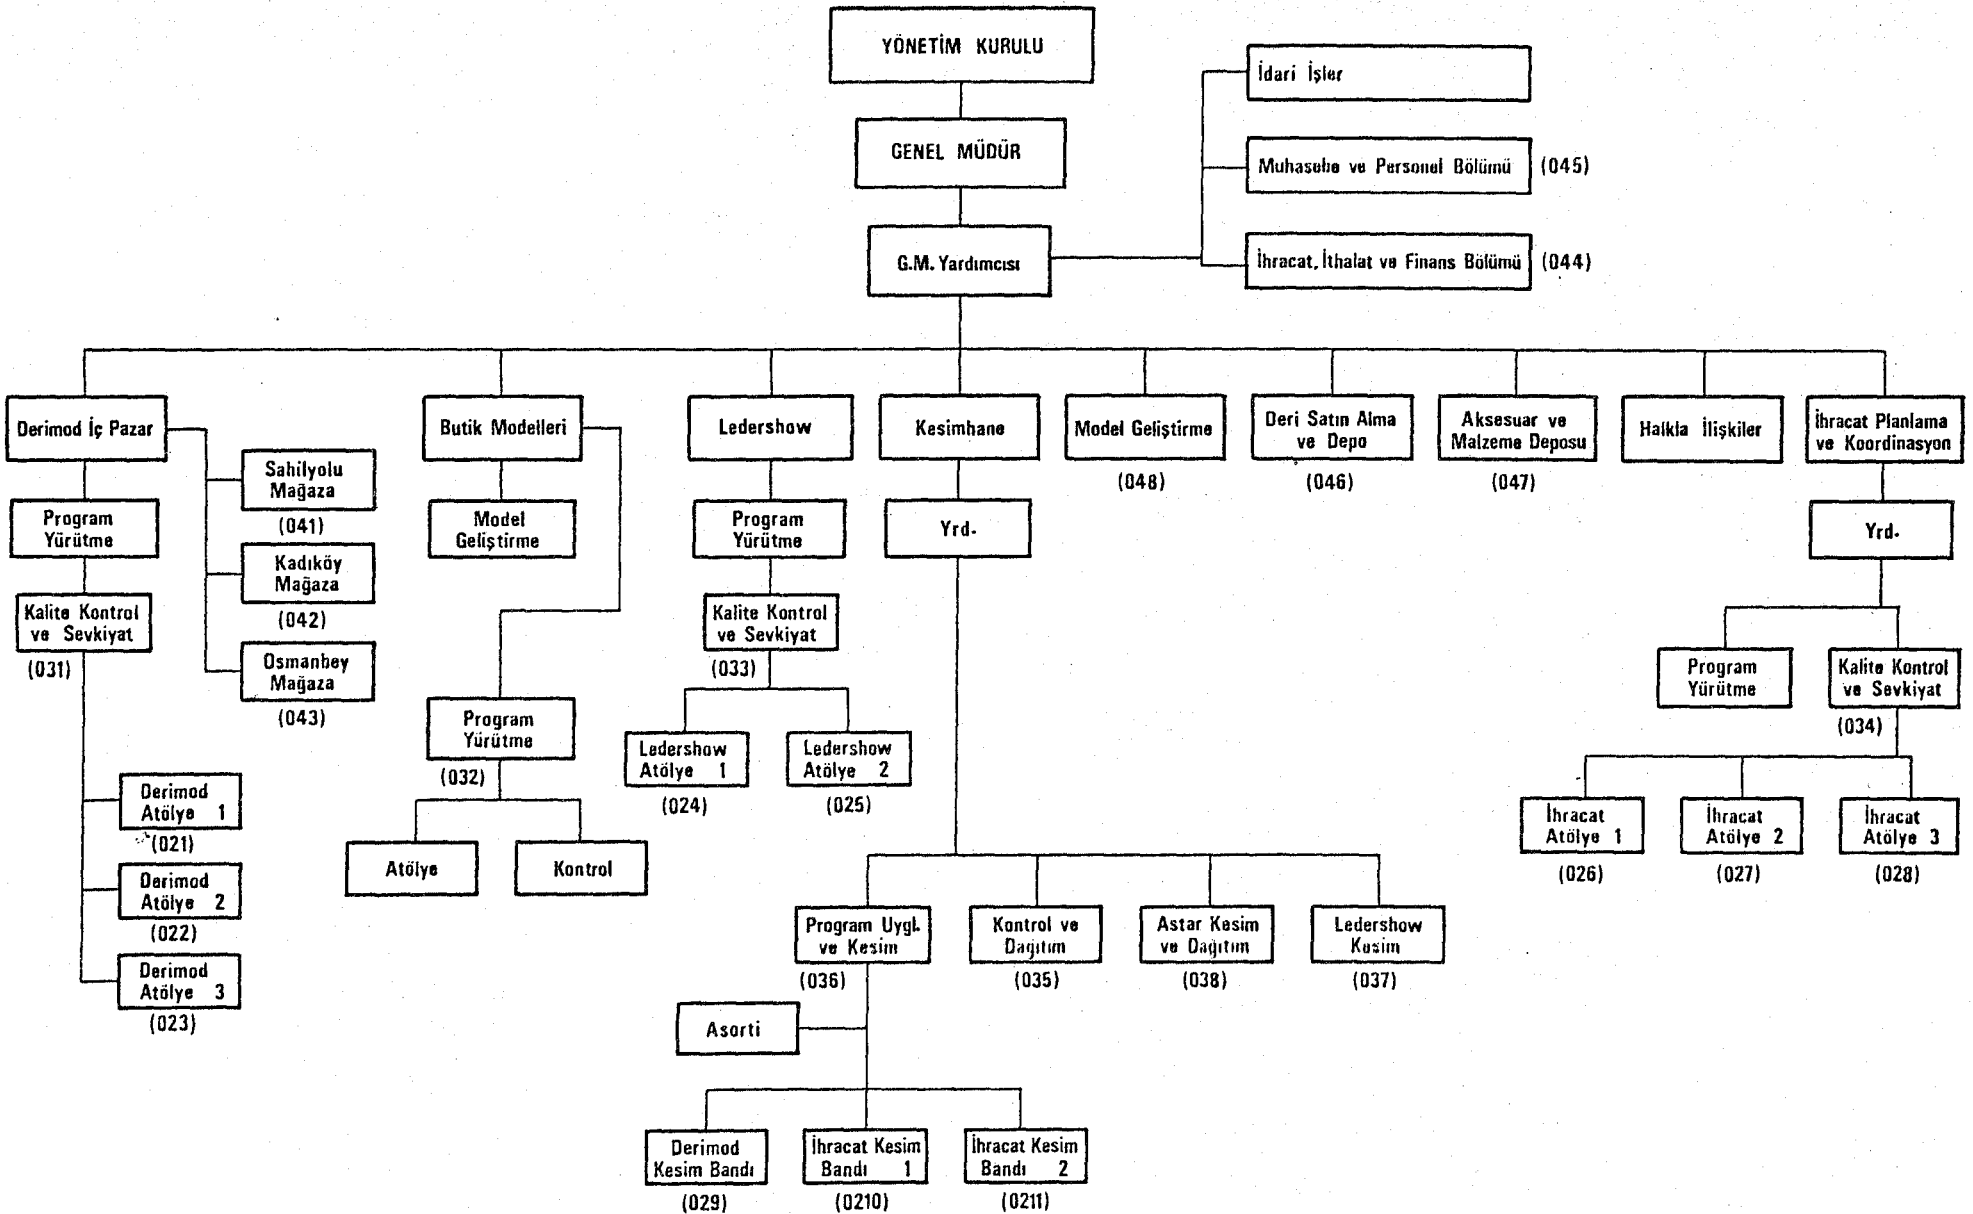 YÖNETİM KURULU
GENEL MÜDÜR
G.M. Yardımcısı
İdari İşler
Muhasebe ve Personel Bölümü (045)
İhracat, İthalat ve Finans Bölümü (044)
Derimod İç Pazar
Butik Modelleri
Ledershow
Kesimhane
Model Geliştirme
(048)
Deri Satın Alma
ve Depo
(046)
Aksesuar ve
Malzeme Deposu
(047)
Halkla İlişkiler
İhracat Planlama
ve Koordinasyon
Sahilyolu
Mağaza
(041)
Kadıköy
Mağaza
(042)
Osmanbey
Mağaza
(043)
Program
Yürütme
Kalite Kontrol
ve Sevkiyat
(031)
Derimod
Atölye 1
(021)
Derimod
Atölye 2
(022)
Derimod
Atölye 3
(023)
Model
Geliştirme
Program
Yürütme
(032)
Atölye
Kontrol
Program
Yürütme
Kalite Kontrol
ve Sevkiyat
(033)
Ledershow
Atölye 1
(024)
Ledershow
Atölye 2
(025)
Yrd.
Program Uygl.
ve Kesim
(036)
Kontrol ve
Dağıtım
(035)
Astar Kesim
ve Dağıtım
(038)
Ledershow
Kesim
(037)
Asorti
Derimod
Kesim Bandı
(029)
İhracat Kesim
Bandı 1
(0210)
İhracat Kesim
Bandı 2
(0211)
Yrd.
Program
Yürütme
Kalite Kontrol
ve Sevkiyat
(034)
İhracat
Atölye 1
(026)
İhracat
Atölye 2
(027)
İhracat
Atölye 3
(028)